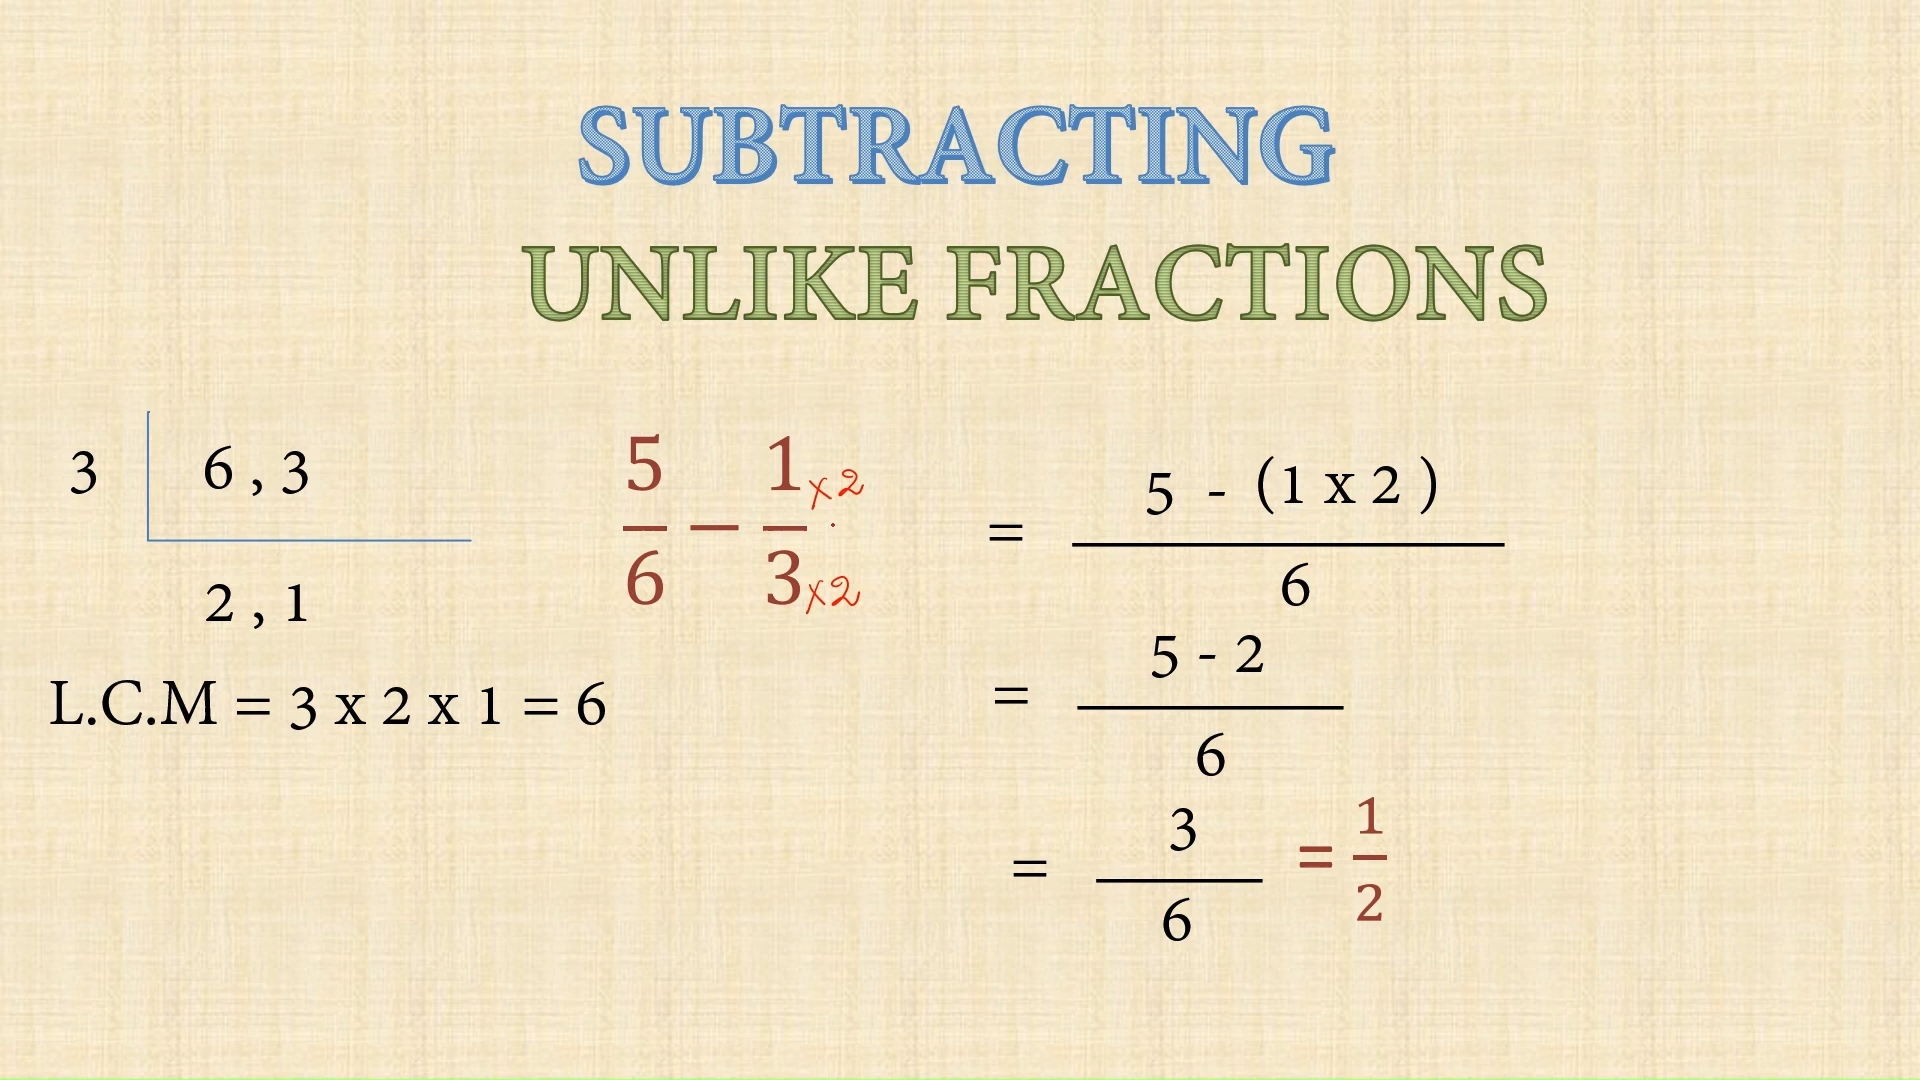 SUBTRACTING
UNLIKE FRACTIONS
3 | 6 , 3
2 , 1
L.C.M = 3 x 2 x 1 = 6
5/6 − 1x2/3x2 = 5 - (1 x 2 )/6
= 5 - 2/6
= 3/6 = 1/2